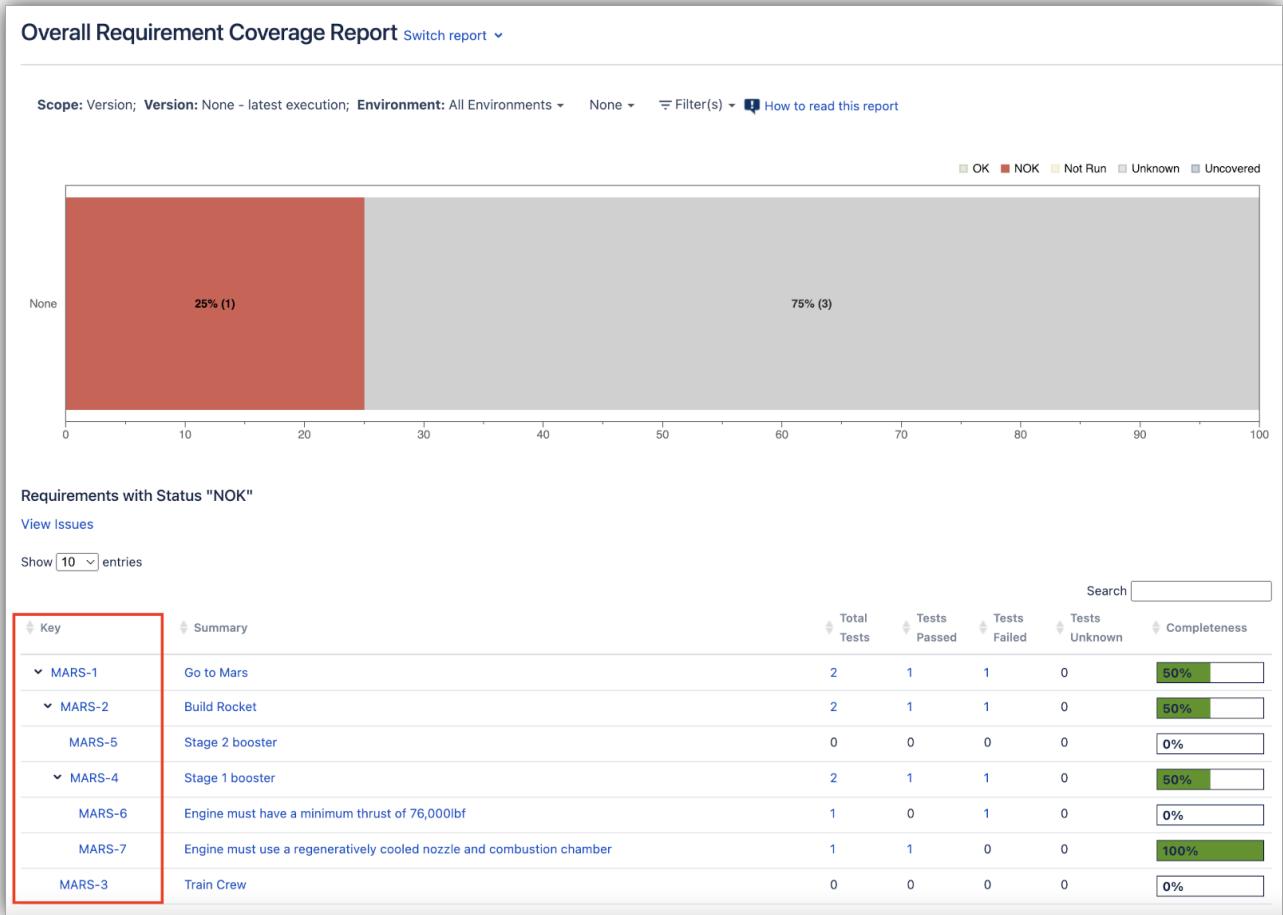 Overall Requirement Coverage Report Switch report
Scope: Version; Version: None - latest execution; Environment: All Environments None Filter(s) How to read this report
OK NOK Not Run Unknown Uncovered
None 25% (1) 75% (3)
0 10 20 30 40 50 60 70 80 90 100
Requirements with Status "NOK"
View Issues
Show 10 entries
Search
Key Summary Total Tests Tests Passed Tests Failed Tests Unknown Completeness
MARS-1 Go to Mars 2 1 1 0 50%
MARS-2 Build Rocket 2 1 1 0 50%
MARS-5 Stage 2 booster 0 0 0 0 0%
MARS-4 Stage 1 booster 2 1 1 0 50%
MARS-6 Engine must have a minimum thrust of 76,000lbf 1 0 1 0 0%
MARS-7 Engine must use a regeneratively cooled nozzle and combustion chamber 1 1 0 0 100%
MARS-3 Train Crew 0 0 0 0 0%